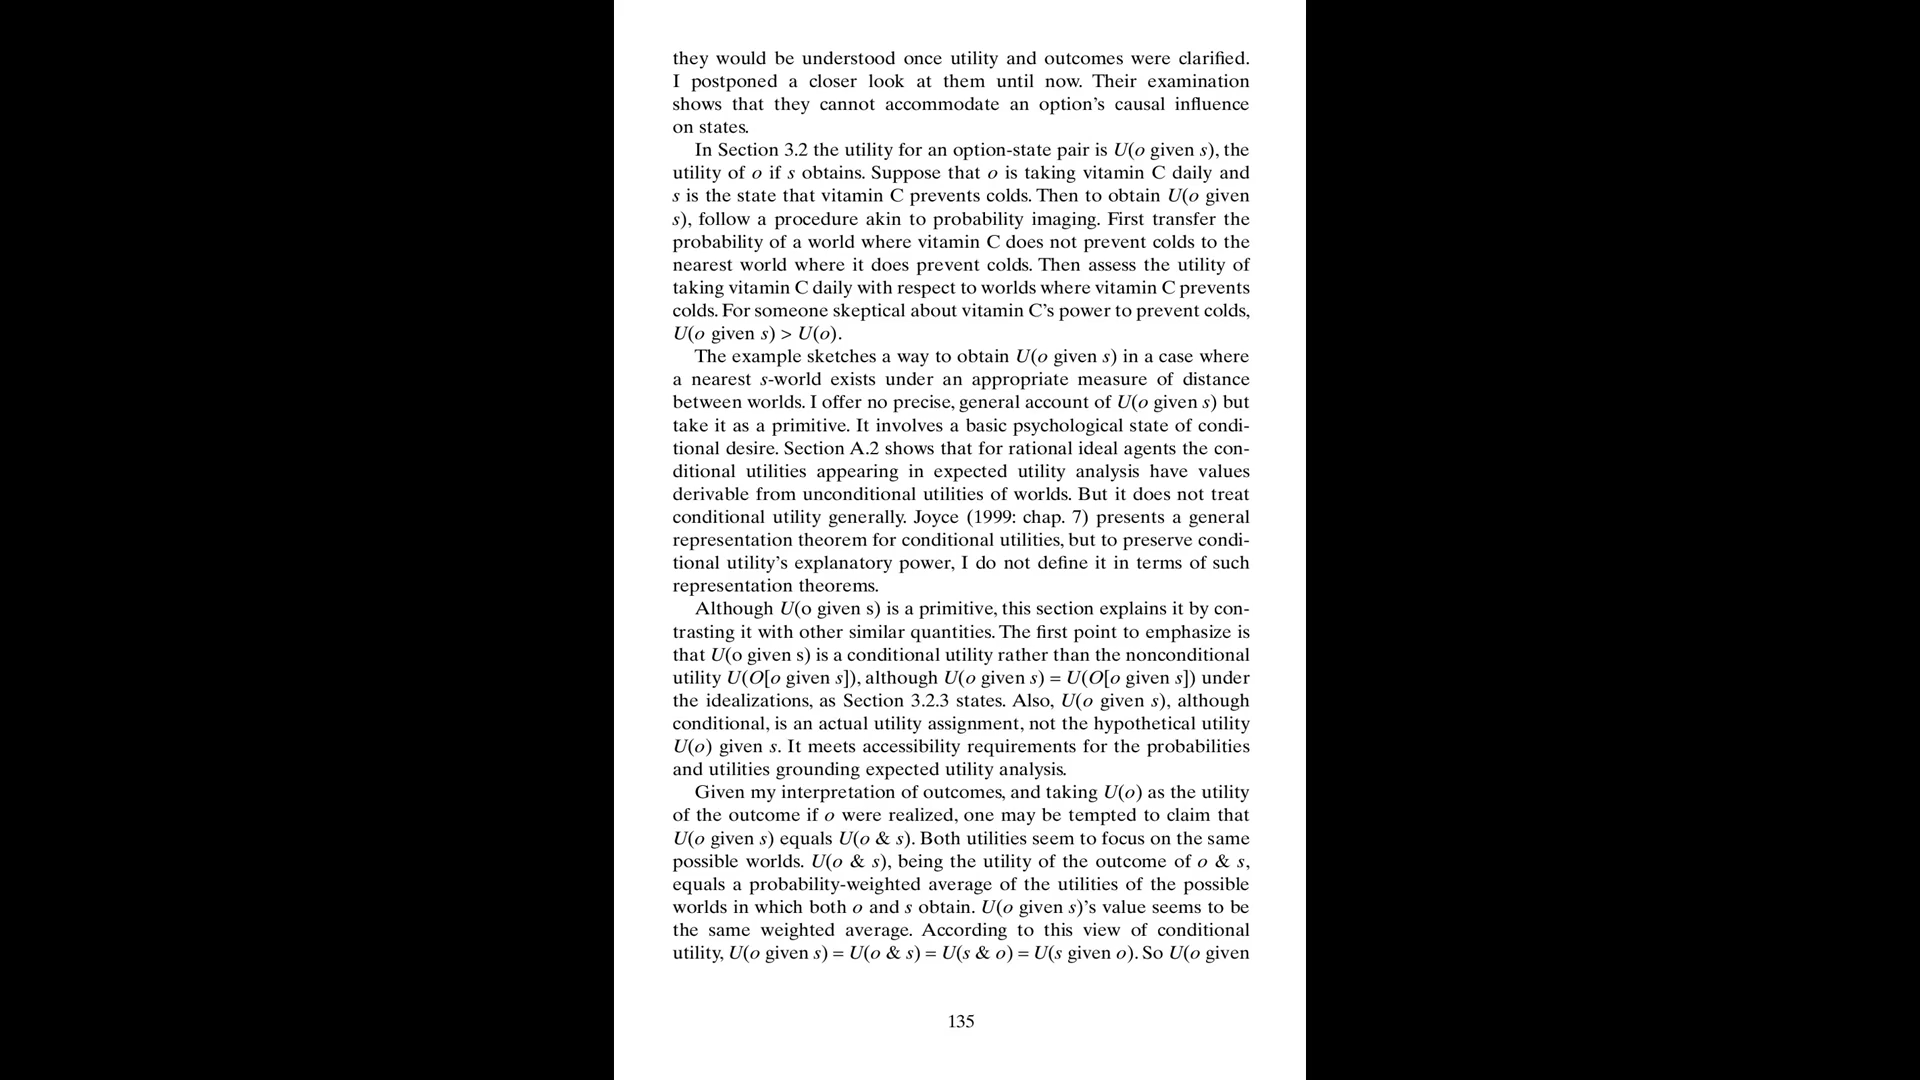 they would be understood once utility and outcomes were clarified.
I postponed a closer look at them until now. Their examination
shows that they cannot accommodate an option’s causal influence
on states.
In Section 3.2 the utility for an option-state pair is U(o given s), the
utility of o if s obtains. Suppose that o is taking vitamin C daily and
s is the state that vitamin C prevents colds. Then to obtain U(o given
s), follow a procedure akin to probability imaging. First transfer the
probability of a world where vitamin C does not prevent colds to the
nearest world where it does prevent colds. Then assess the utility of
taking vitamin C daily with respect to worlds where vitamin C prevents
colds. For someone skeptical about vitamin C’s power to prevent colds,
U(o given s) > U(o).
The example sketches a way to obtain U(o given s) in a case where
a nearest s-world exists under an appropriate measure of distance
between worlds. I offer no precise, general account of U(o given s) but
take it as a primitive. It involves a basic psychological state of condi-
tional desire. Section A.2 shows that for rational ideal agents the con-
ditional utilities appearing in expected utility analysis have values
derivable from unconditional utilities of worlds. But it does not treat
conditional utility generally. Joyce (1999: chap. 7) presents a general
representation theorem for conditional utilities, but to preserve condi-
tional utility’s explanatory power, I do not define it in terms of such
representation theorems.
Although U(o given s) is a primitive, this section explains it by con-
trasting it with other similar quantities. The first point to emphasize is
that U(o given s) is a conditional utility rather than the nonconditional
utility U(O[o given s]), although U(o given s) = U(O[o given s]) under
the idealizations, as Section 3.2.3 states. Also, U(o given s), although
conditional, is an actual utility assignment, not the hypothetical utility
U(o) given s. It meets accessibility requirements for the probabilities
and utilities grounding expected utility analysis.
Given my interpretation of outcomes, and taking U(o) as the utility
of the outcome if o were realized, one may be tempted to claim that
U(o given s) equals U(o & s). Both utilities seem to focus on the same
possible worlds. U(o & s), being the utility of the outcome of o & s,
equals a probability-weighted average of the utilities of the possible
worlds in which both o and s obtain. U(o given s)’s value seems to be
the same weighted average. According to this view of conditional
utility, U(o given s) = U(o & s) = U(s & o) = U(s given o). So U(o given
135